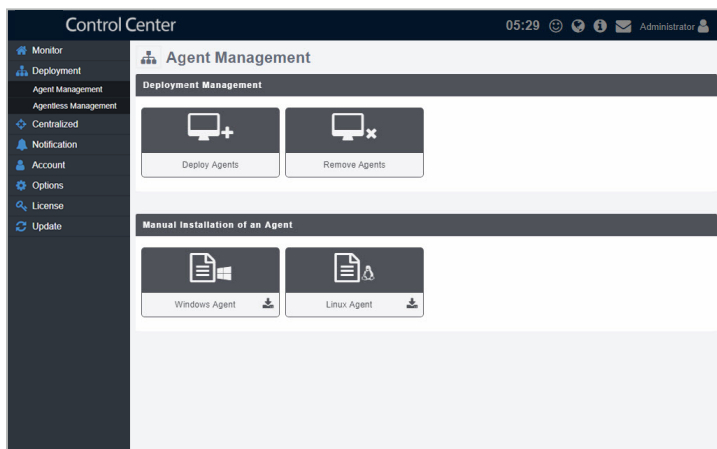 Control Center
05:29
Administrator
Monitor
Deployment
Agent Management
Agentless Management
Centralized
Notification
Account
Options
License
Update
Agent Management
Deployment Management
Deploy Agents
Remove Agents
Manual Installation of an Agent
Windows Agent
Linux Agent